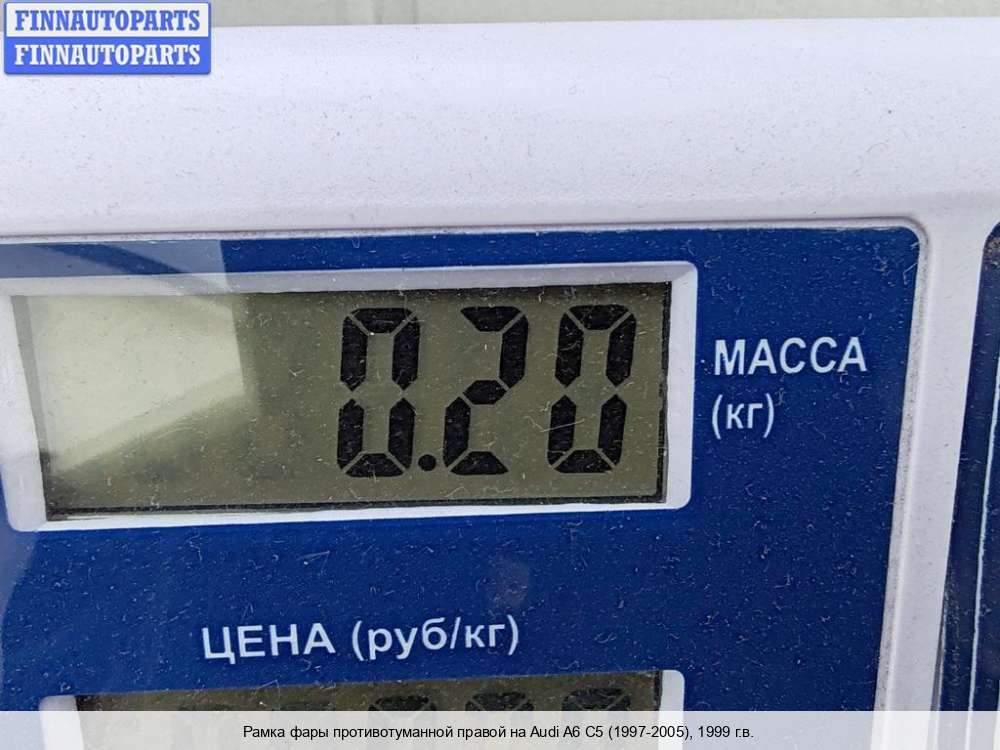 FINNAUTOPARTS
FINNAUTOPARTS
0.20
МАССА
(кг)
ЦЕНА (руб/кг)
Рамка фары противотуманной правой на Audi A6 C5 (1997-2005), 1999 г.в.